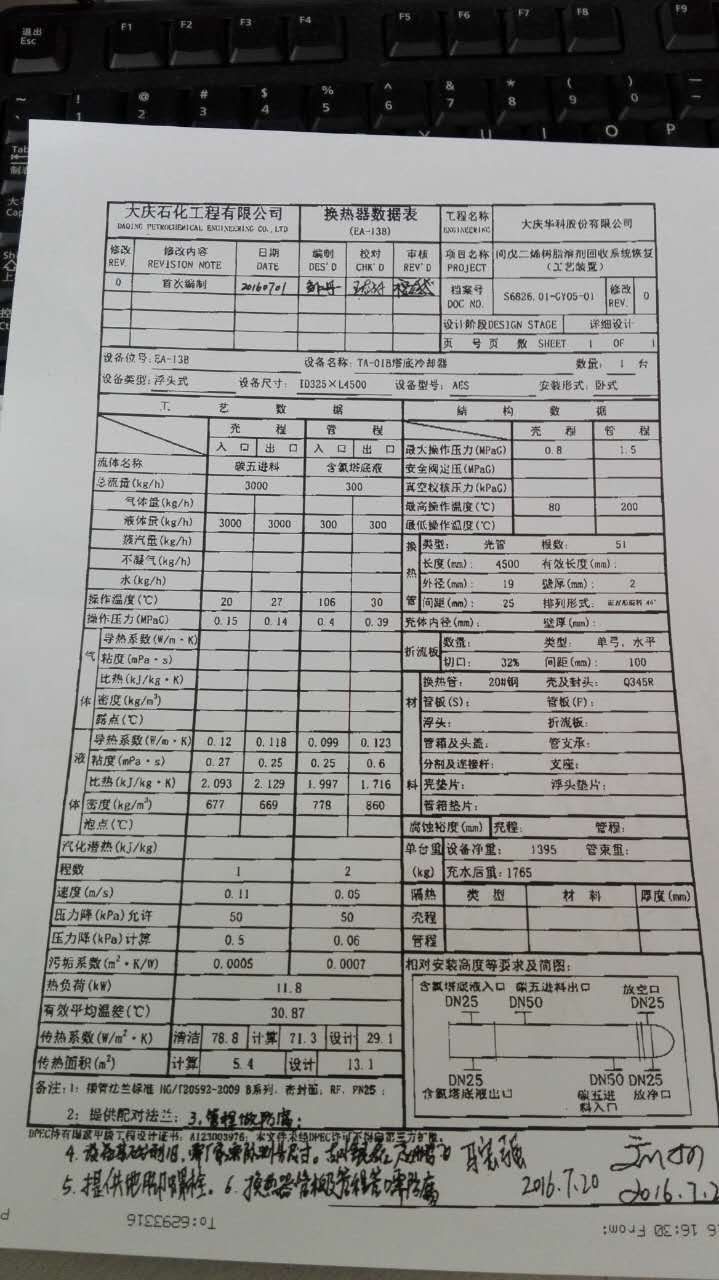 退出
Esc
F1
F2
F3
F4
F5
F6
F7
F8
F9
大庆石化工程有限公司
DAQING PETROCHEMICAL ENGINEERING CO.,LTD
换热器数据表
(EA-13B)
工程名称
ENGINEERING
大庆华科股份有限公司
修改
REV.
修改内容
REVISION NOTE
日期
DATE
编制
DES'D
校对
CHK'D
审核
REV'D
项目名称
PROJECT
间戊二烯树脂溶剂回收系统恢复
(工艺装置)
0 首次编制 20160701
档案号
DOC NO.
S6826.01-GY05-01
修改
REV.
0
设计阶段DESIGN STAGE 详细设计
页 号 页 数 SHEET 1 OF 1
设备位号: EA-13B 设备名称: TA-01B塔底冷却器 数量: 1 台
设备类型: 浮头式 设备尺寸: ID325×L4500 设备型号: AES 安装形式: 卧式
工 艺 数 据
壳 程 管 程
入 口 出 口 入 口 出 口
流体名称 碳五进料 含氯塔底液
总流量(kg/h) 3000 300
气体量(kg/h)
液体量(kg/h) 3000 3000 300 300
蒸汽量(kg/h)
不凝气(kg/h)
水(kg/h)
操作温度(℃) 20 27 106 30
操作压力(MPaG) 0.15 0.14 0.4 0.39
气体
导热系数(W/m·K)
粘度(mPa·s)
比热(kJ/kg·K)
密度(kg/m³)
露点(℃)
液体
导热系数(W/m·K) 0.12 0.118 0.099 0.123
粘度(mPa·s) 0.27 0.25 0.25 0.6
比热(kJ/kg·K) 2.093 2.129 1.997 1.716
密度(kg/m³) 677 669 778 860
泡点(℃)
汽化潜热(kJ/kg)
程数 1 2
速度(m/s) 0.11 0.05
压力降(kPa)允许 50 50
压力降(kPa)计算 0.5 0.06
污垢系数(m²·K/W) 0.0005 0.0007
热负荷(kW) 11.8
有效平均温差(℃) 30.87
传热系数(W/m²·K) 清洁 78.8 计算 71.3 设计 29.1
传热面积(m²) 计算 5.4 设计 13.1
结 构 数 据
壳 程 管 程
最大操作压力(MPaG) 0.8 1.5
安全阀定压(MPaG)
真空校核压力(kPaG)
最高操作温度(℃) 80 200
最低操作温度(℃)
换热管
类型: 光管 根数: 51
长度(mm): 4500 有效长度(mm):
外径(mm): 19 壁厚(mm): 2
间距(mm): 25 排列形式:
壳体内径(mm): 壁厚(mm):
折流板
数量: 类型: 单弓,水平
切口: 32% 间距(mm): 100
材料
换热管: 20#钢 壳及封头: Q345R
管板(S): 管板(F):
浮头: 折流板:
管箱及头盖: 管支承:
分割及连接杆: 支座:
壳垫片: 浮头垫片:
管箱垫片:
腐蚀裕度(mm) 壳程: 管程:
单台重(kg)
设备净重: 1395 管束重:
充水后重: 1765
隔热 类 型 材 料 厚度(mm)
壳程
管程
相对安装高度等要求及简图:
含氯塔底液入口 碳五进料出口 放空口
DN25 DN50 DN25
DN25 DN50 DN25
含氯塔底液出口 碳五进料入口 放净口
备注: 1: 接管法兰标准 HG/T20592-2009 B系列, 密封面: RF, PN25;
2: 提供配对法兰; 3. 管程做防腐;
5. 提供地脚螺栓. 6. 换热器管板及管程管嘴防腐
2016.7.20
To:6293316
16:30 From: